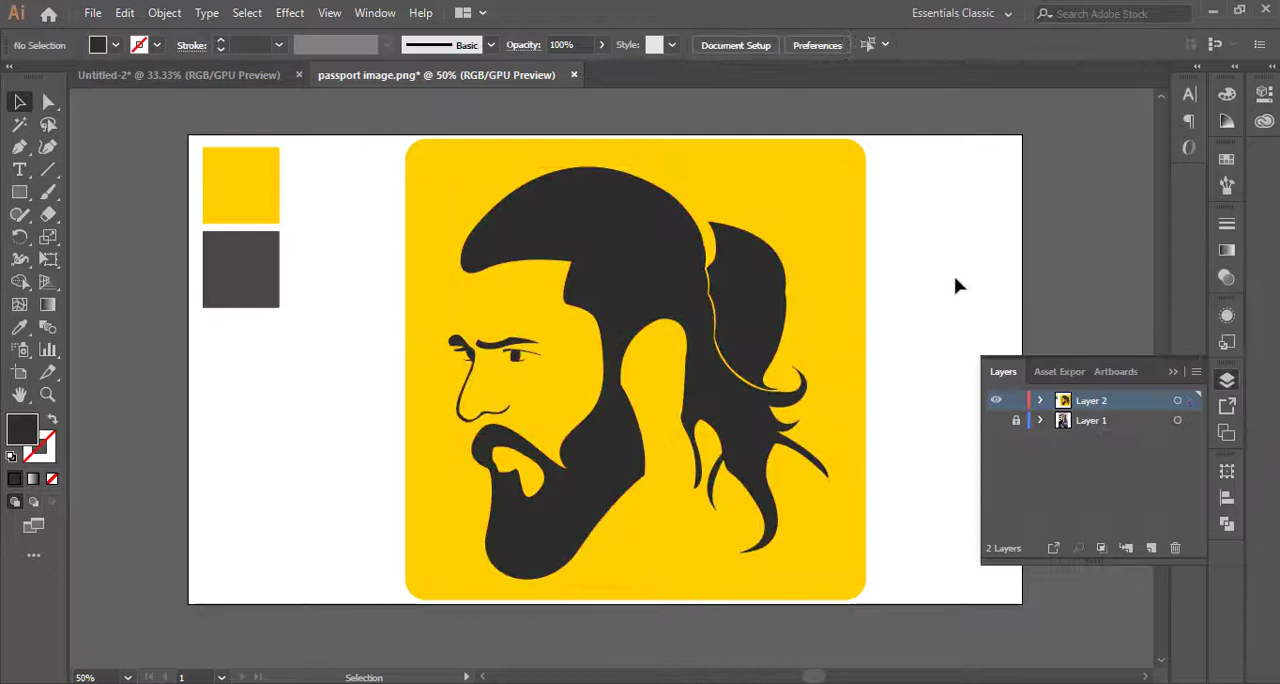 Ai File Edit Object Type Select Effect View Window Help Essentials Classic Search Adobe Stock
No Selection Stroke: Basic Opacity: 100% Style: Document Setup Preferences
Untitled-2* @ 33.33% (RGB/GPU Preview) × passport image.png* @ 50% (RGB/GPU Preview) ×
Layers Asset Expor Artboards
Layer 2
Layer 1
2 Layers
50% 1 Selection